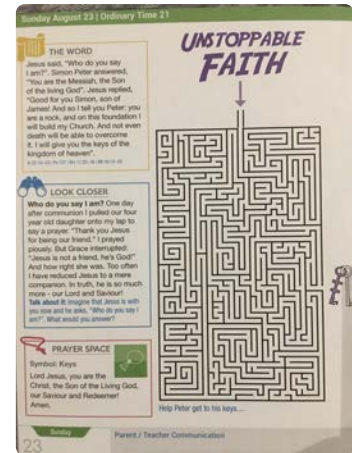 Sunday August 23 | Ordinary Time 21
UNSTOPPABLE
FAITH
THE WORD
Jesus said, "Who do you say
I am?". Simon Peter answered,
"You are the Messiah, the Son
of the living God". Jesus replied,
"Good for you Simon, son of
James! And so I tell you Peter: you
are a rock, and on this foundation I
will build my Church. And not even
death will be able to overcome
it. I will give you the keys of the
kingdom of heaven".
LOOK CLOSER
Who do you say I am? One day
after communion I pulled our four
year old daughter onto my lap to
say a prayer. "Thank you Jesus
for being our friend." I prayed
piously. But Grace interrupted:
"Jesus is not a friend, he's God!"
And how right she was. Too often
I have reduced Jesus to a mere
companion. In truth, he is so much
more - our Lord and Saviour!
Talk about it: Imagine that Jesus is with
you now and he asks, "Who do you say I
am?". What would you answer?
PRAYER SPACE
Symbol: Keys
Lord Jesus, you are the
Christ, the Son of the Living God,
our Saviour and Redeemer!
Amen.
Help Peter get to his keys....
Sunday
23
Parent / Teacher Communication